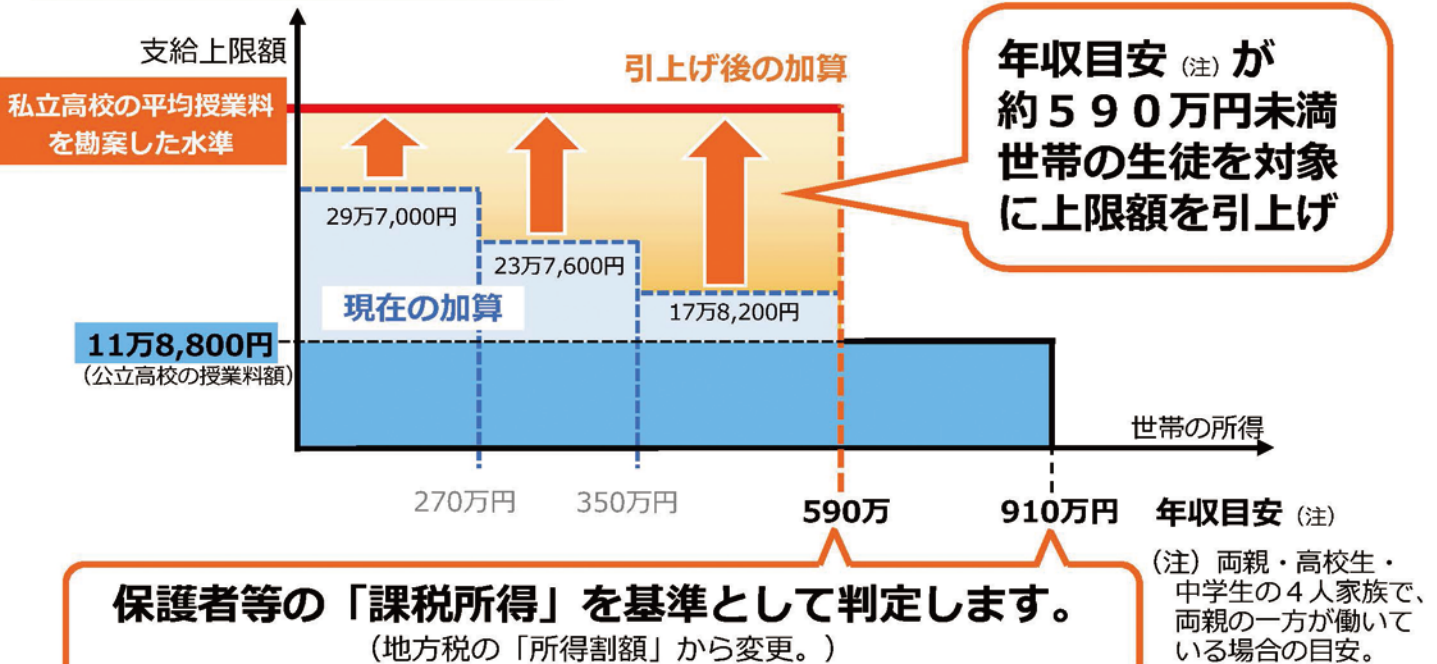 支給上限額
私立高校の平均授業料
を勘案した水準
引上げ後の加算
年収目安 (注) が
約590万円未満
世帯の生徒を対象
に上限額を引上げ
29万7,000円
23万7,600円
17万8,200円
現在の加算
11万8,800円
(公立高校の授業料額)
世帯の所得
270万円
350万円
590万
910万円
年収目安 (注)
(注) 両親・高校生・
中学生の4人家族で、
両親の一方が働いて
いる場合の目安。
保護者等の「課税所得」を基準として判定します。
(地方税の「所得割額」から変更。)